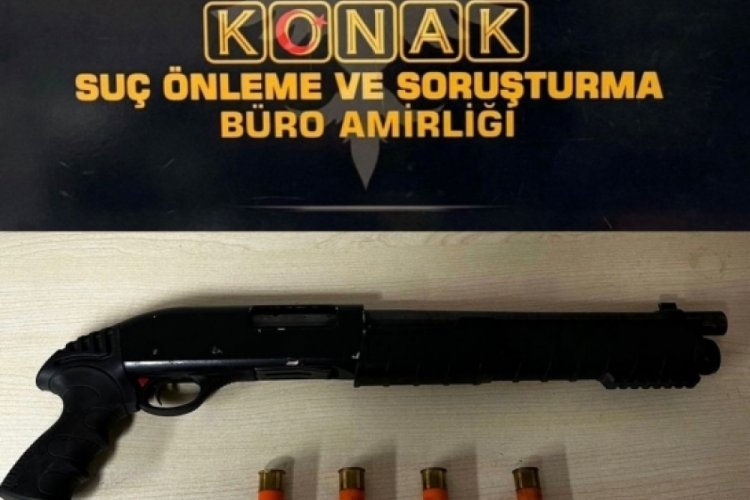 KONAK
SUÇ ÖNLEME VE SORUŞTURMA
BÜRO AMİRLİĞİ